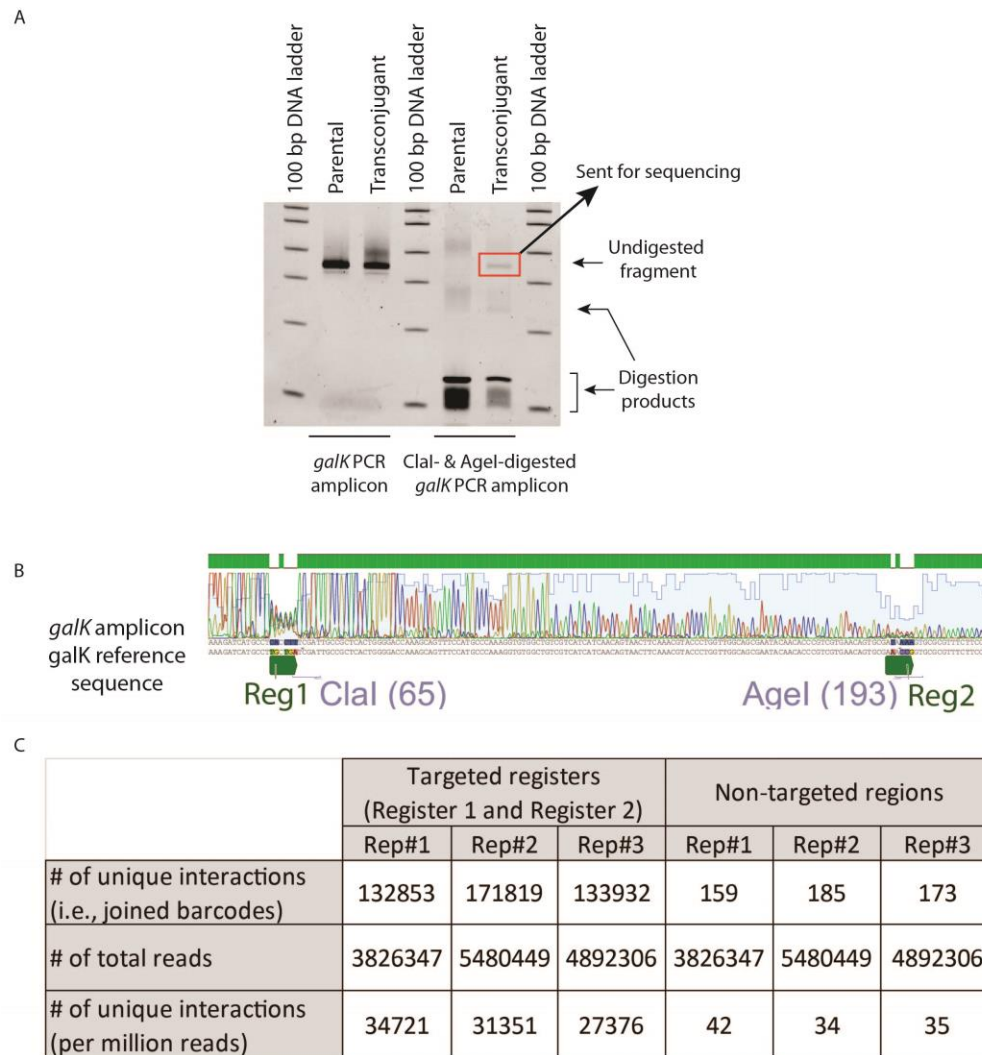 A
100 bp DNA ladder
Parental
Transconjugant
100 bp DNA ladder
Parental
Transconjugant
100 bp DNA ladder
Sent for sequencing
Undigested
fragment
Digestion
products
galK PCR
amplicon
ClaI- & AgeI-digested
galK PCR amplicon
B
galK amplicon
galK reference
sequence
Reg1 ClaI (65) AgeI (193) Reg2
C
Targeted registers
(Register 1 and Register 2)
Non-targeted regions
Rep#1 Rep#2 Rep#3 Rep#1 Rep#2 Rep#3
# of unique interactions
(i.e., joined barcodes)
132853 171819 133932 159 185 173
# of total reads
3826347 5480449 4892306 3826347 5480449 4892306
# of unique interactions
(per million reads)
34721 31351 27376 42 34 35